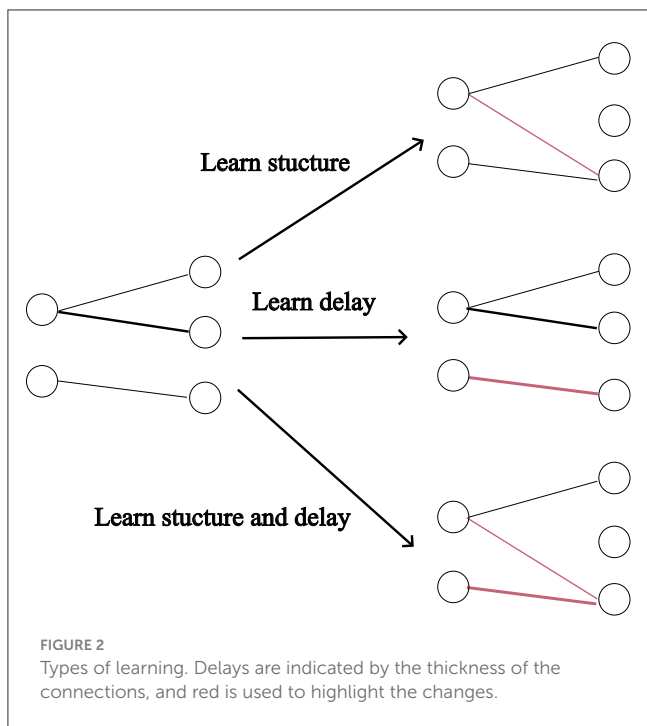 Learn stucture
Learn delay
Learn stucture and delay
FIGURE 2
Types of learning. Delays are indicated by the thickness of the
connections, and red is used to highlight the changes.